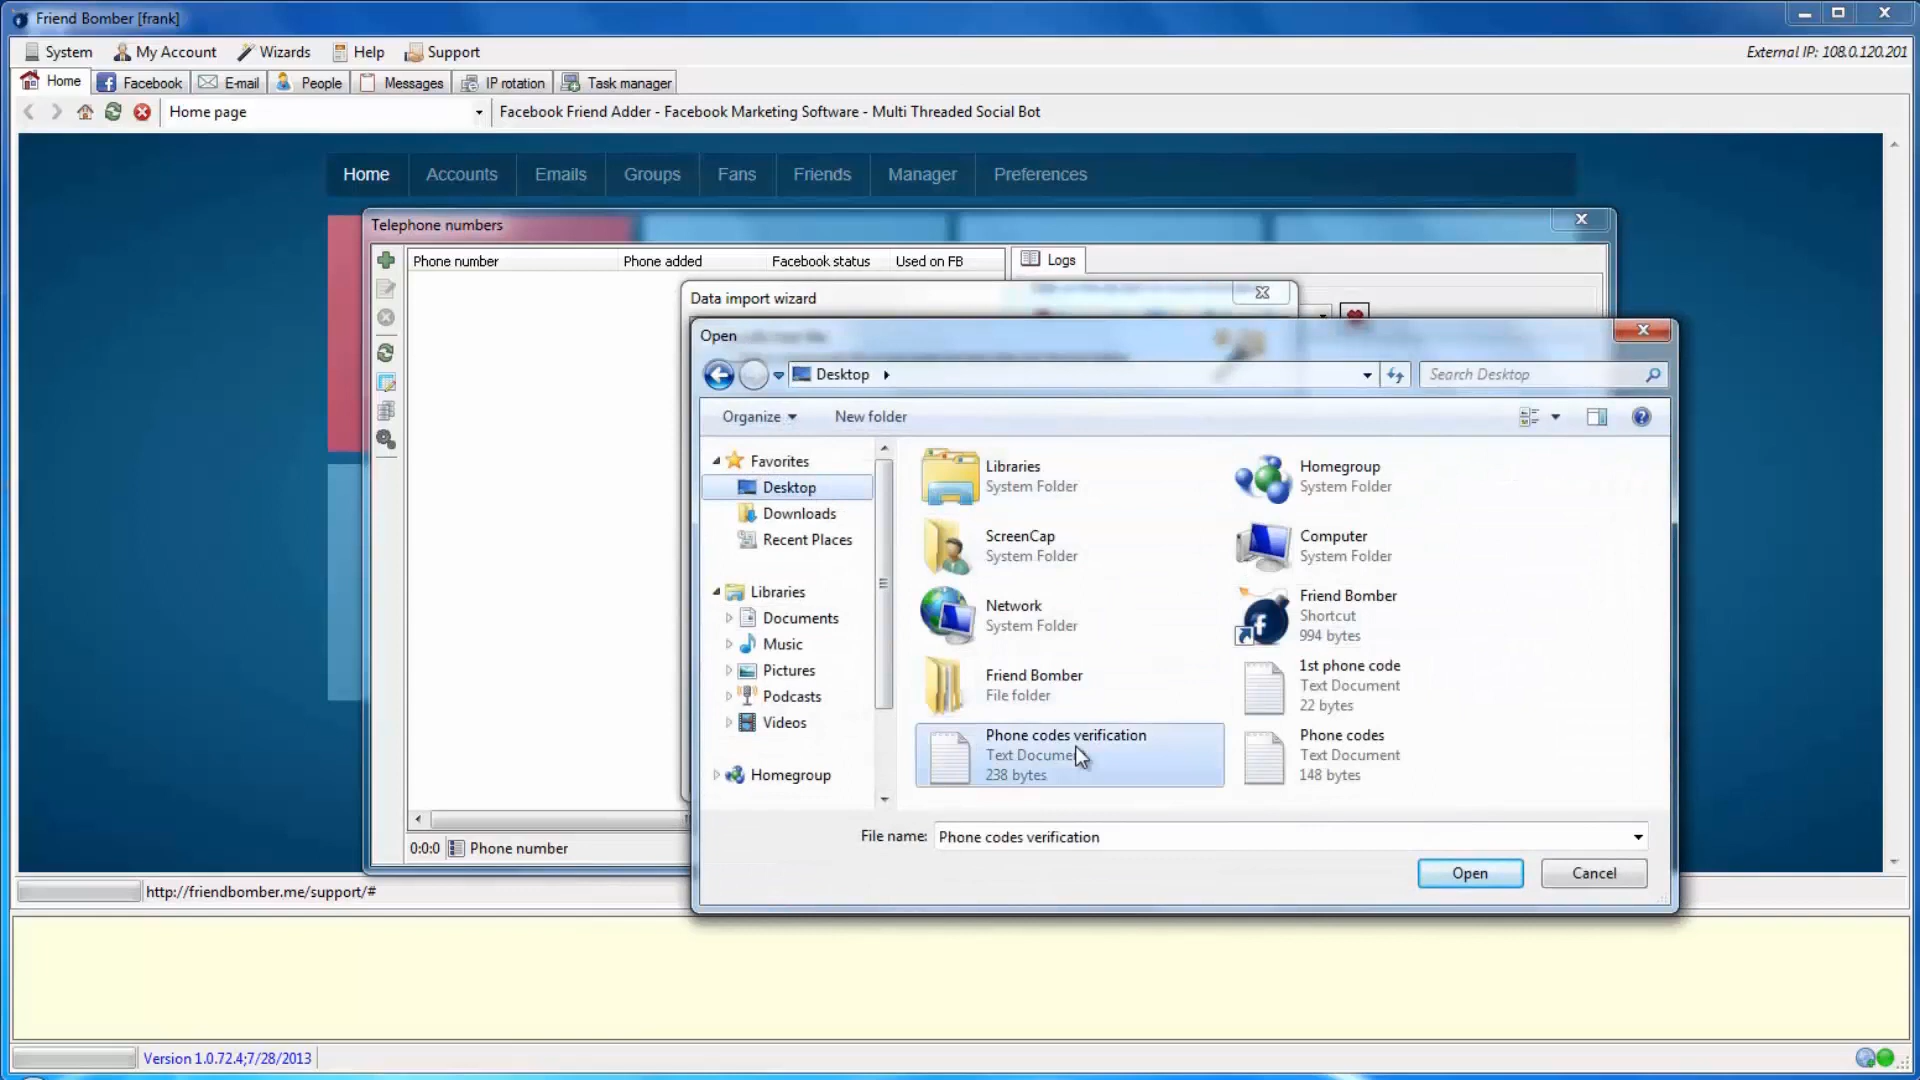 Friend Bomber [frank]
System My Account Wizards Help Support External IP: 108.0.120.201
Home Facebook E-mail People Messages IP rotation Task manager
Home page Facebook Friend Adder - Facebook Marketing Software - Multi Threaded Social Bot
Home Accounts Emails Groups Fans Friends Manager Preferences
Telephone numbers
Phone number Phone added Facebook status Used on FB Logs
Data import wizard
Open
Desktop Search Desktop
Organize New folder
Favorites
Desktop
Downloads
Recent Places
Libraries
Documents
Music
Pictures
Podcasts
Videos
Homegroup
Libraries
System Folder
Homegroup
System Folder
ScreenCap
System Folder
Computer
System Folder
Network
System Folder
Friend Bomber
Shortcut
994 bytes
Friend Bomber
File folder
1st phone code
Text Document
22 bytes
Phone codes verification
Text Docume
238 bytes
Phone codes
Text Document
148 bytes
File name: Phone codes verification
Open Cancel
0:0:0 Phone number
http://friendbomber.me/support/#
Version 1.0.72.4;7/28/2013